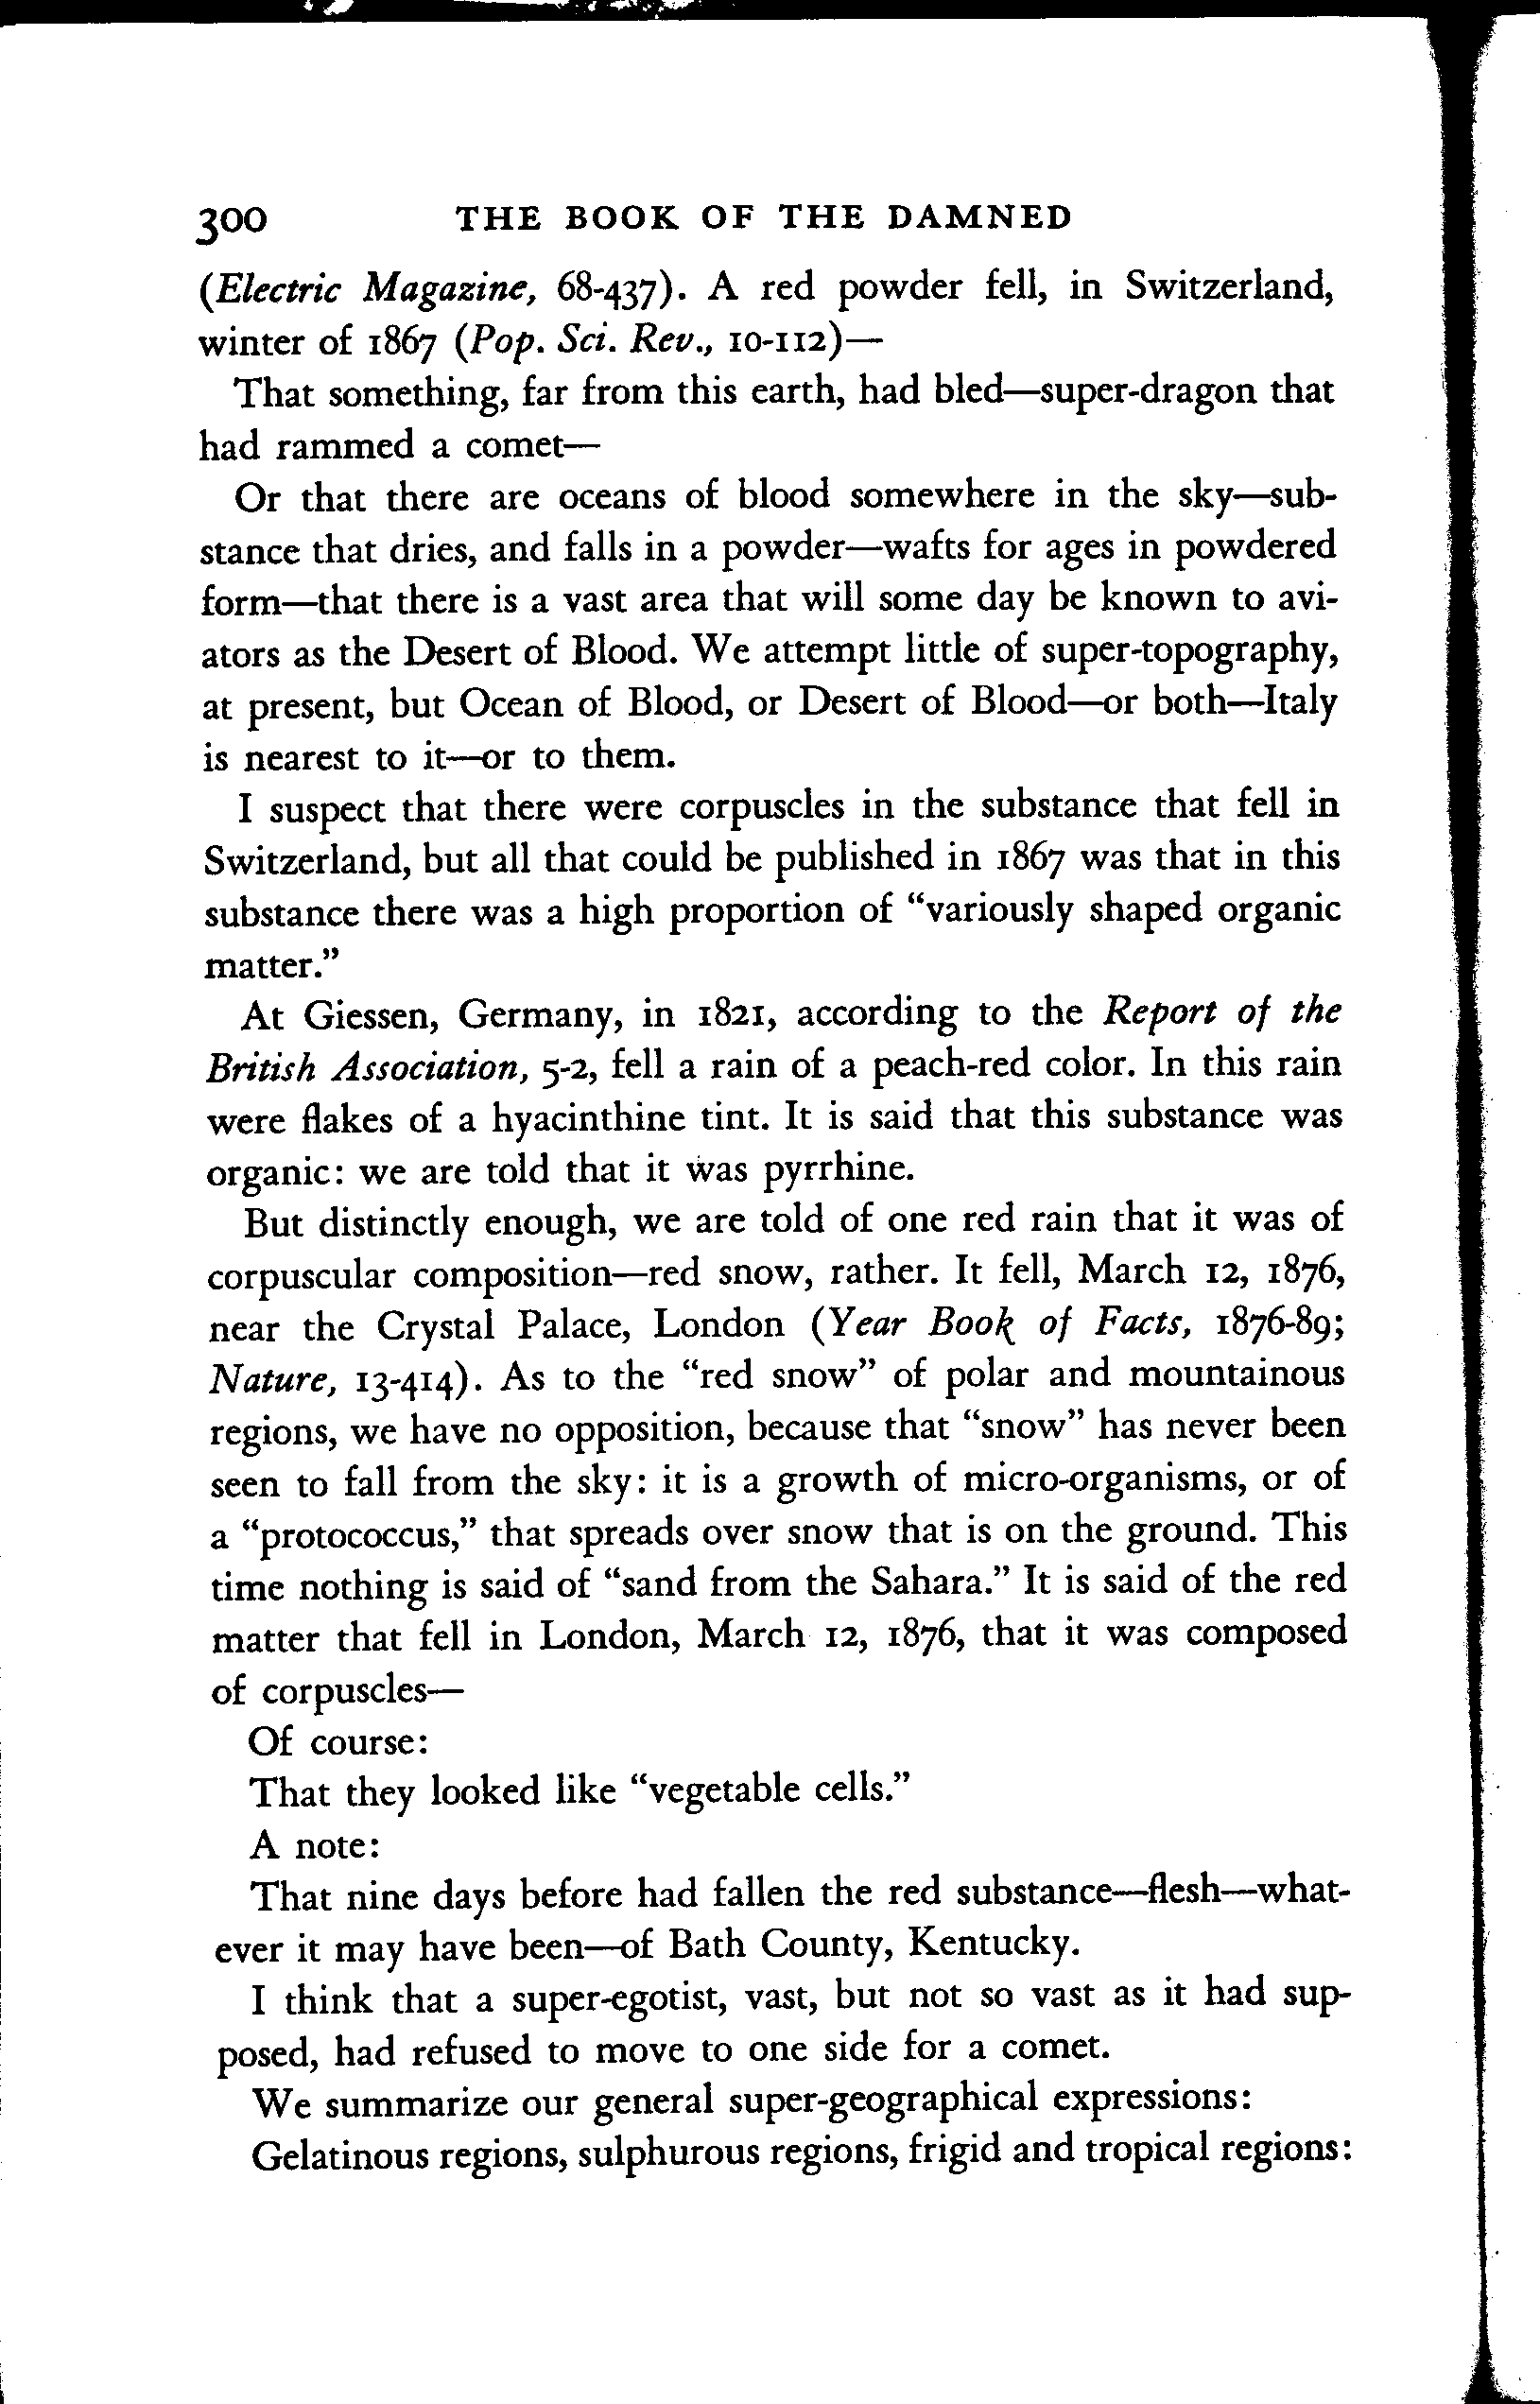 300 THE BOOK OF THE DAMNED
(Electric Magazine, 68-437). A red powder fell, in Switzerland,
winter of 1867 (Pop. Sci. Rev., 10-112)—
That something, far from this earth, had bled—super-dragon that
had rammed a comet—
Or that there are oceans of blood somewhere in the sky—sub-
stance that dries, and falls in a powder—wafts for ages in powdered
form—that there is a vast area that will some day be known to avi-
ators as the Desert of Blood. We attempt little of super-topography,
at present, but Ocean of Blood, or Desert of Blood—or both—Italy
is nearest to it—or to them.
I suspect that there were corpuscles in the substance that fell in
Switzerland, but all that could be published in 1867 was that in this
substance there was a high proportion of “variously shaped organic
matter.”
At Giessen, Germany, in 1821, according to the Report of the
British Association, 5-2, fell a rain of a peach-red color. In this rain
were flakes of a hyacinthine tint. It is said that this substance was
organic: we are told that it was pyrrhine.
But distinctly enough, we are told of one red rain that it was of
corpuscular composition—red snow, rather. It fell, March 12, 1876,
near the Crystal Palace, London (Year Book of Facts, 1876-89;
Nature, 13-414). As to the “red snow” of polar and mountainous
regions, we have no opposition, because that “snow” has never been
seen to fall from the sky: it is a growth of micro-organisms, or of
a “protococcus,” that spreads over snow that is on the ground. This
time nothing is said of “sand from the Sahara.” It is said of the red
matter that fell in London, March 12, 1876, that it was composed
of corpuscles—
Of course:
That they looked like “vegetable cells.”
A note:
That nine days before had fallen the red substance—flesh—what-
ever it may have been—of Bath County, Kentucky.
I think that a super-egotist, vast, but not so vast as it had sup-
posed, had refused to move to one side for a comet.
We summarize our general super-geographical expressions:
Gelatinous regions, sulphurous regions, frigid and tropical regions: